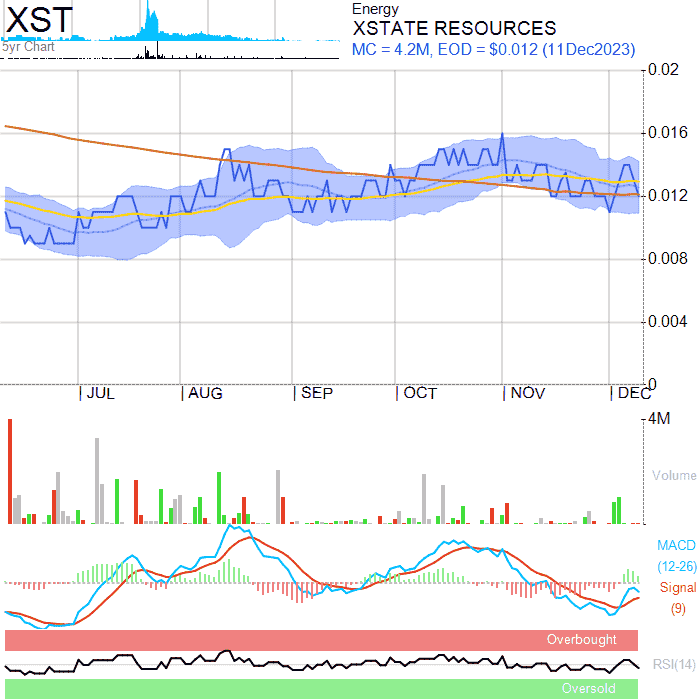 XST
5yr Chart
Energy
XSTATE RESOURCES
MC = 4.2M, EOD = $0.012 (11Dec2023)
0.02
0.016
0.012
0.008
0.004
0
JUL
AUG
SEP
OCT
NOV
DEC
4M
Volume
MACD
(12-26)
Signal
(9)
Overbought
RSI(14)
Oversold